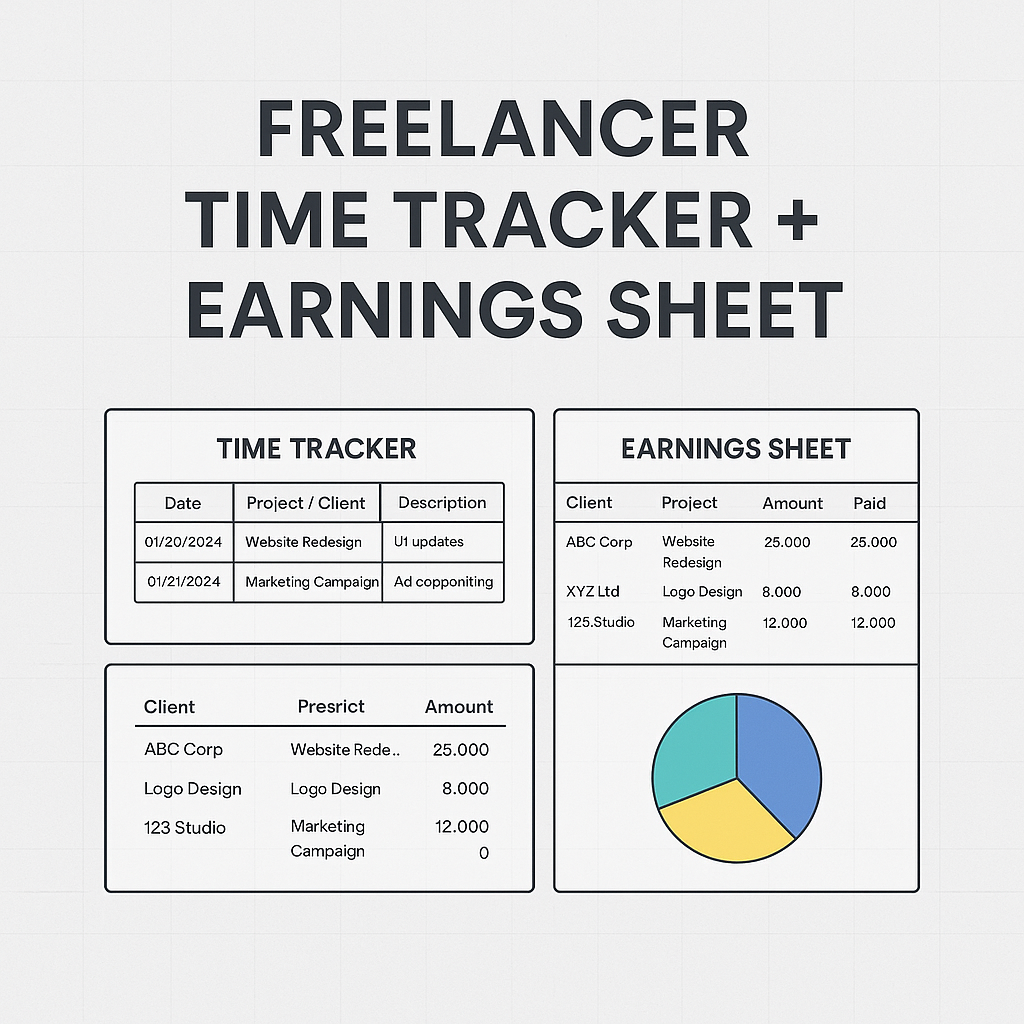 FREELANCER
TIME TRACKER +
EARNINGS SHEET
TIME TRACKER
Date Project / Client Description
01/20/2024 Website Redesign U1 updates
01/21/2024 Marketing Campaign Ad copponiting
Client Presrict Amount
ABC Corp Website Rede.. 25.000
Logo Design Logo Design 8.000
123 Studio Marketing 12.000
Campaign 0
EARNINGS SHEET
Client Project Amount Paid
ABC Corp Website 25.000 25.000
Redesign
XYZ Ltd Logo Design 8.000 8.000
125.Studio Marketing 12.000 12.000
Campaign